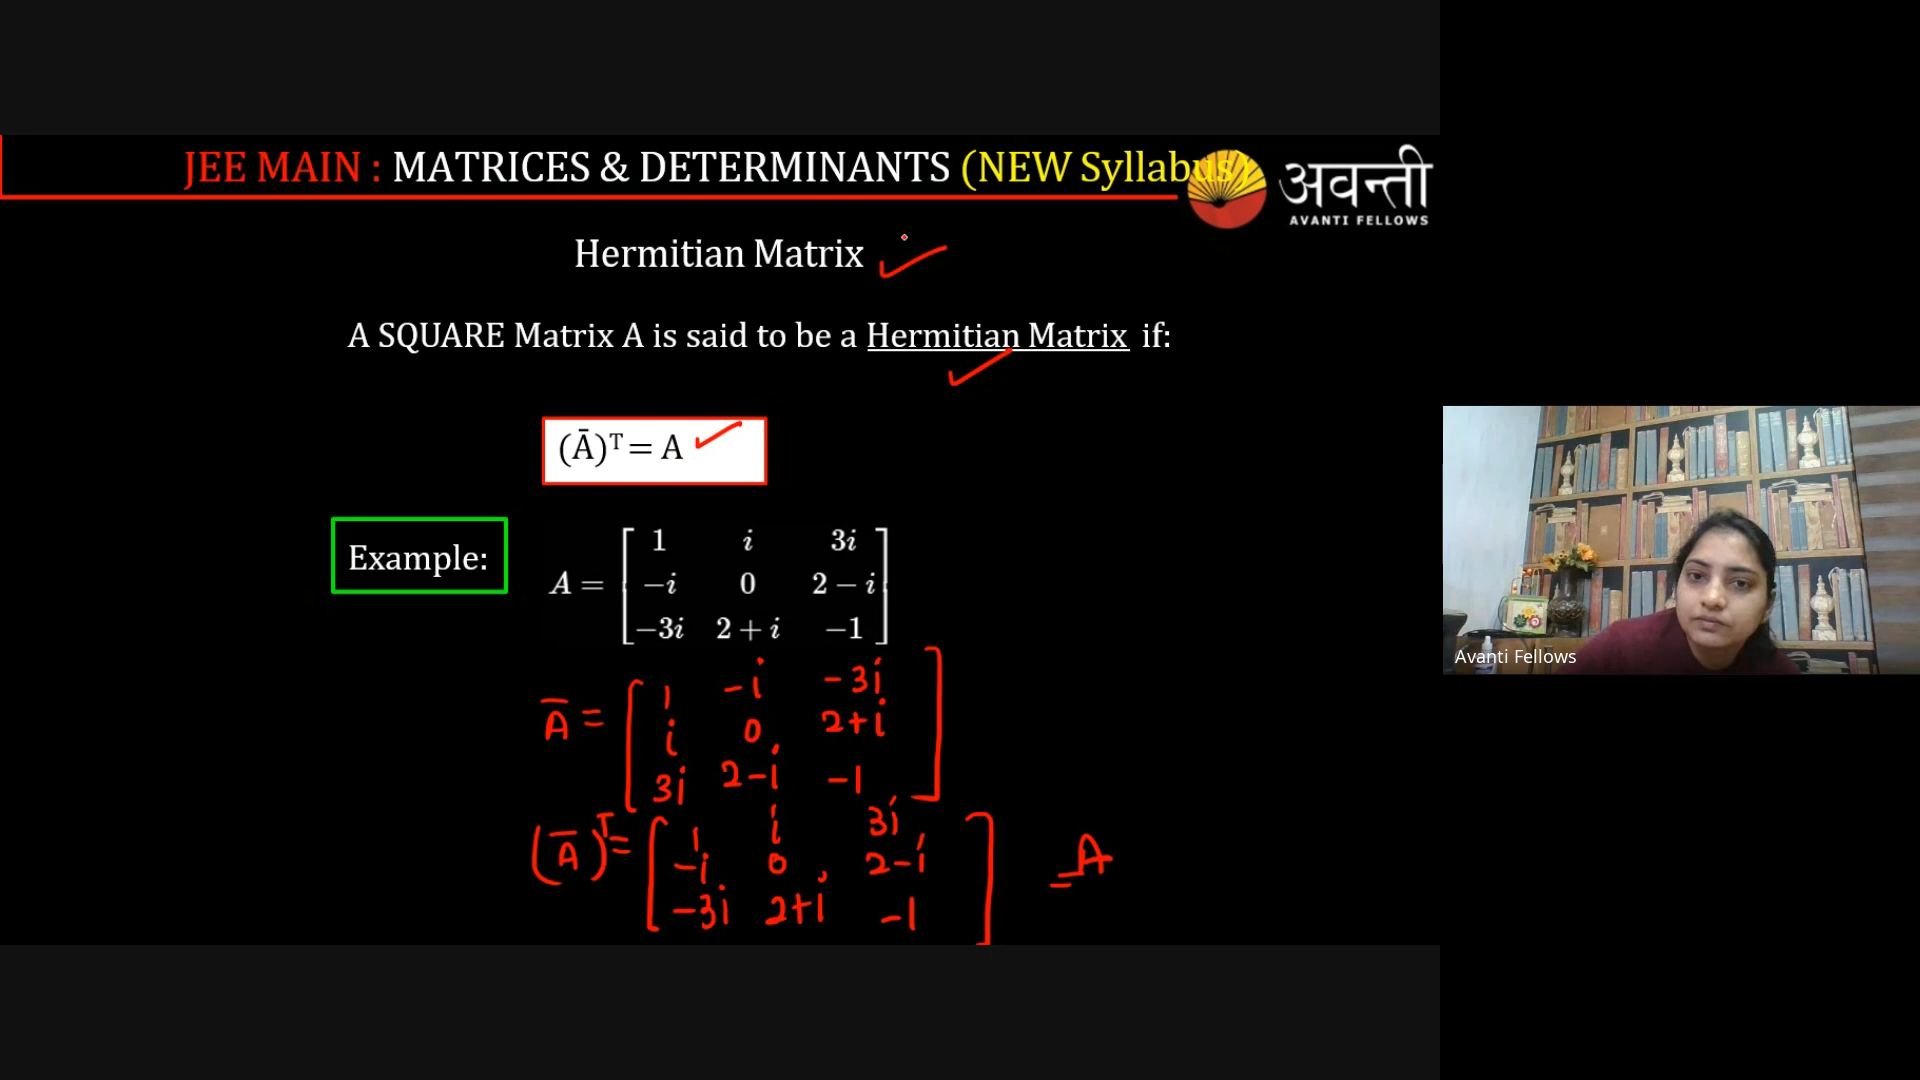 JEE MAIN : MATRICES & DETERMINANTS (NEW Syllabus)
अवन्ती
AVANTI FELLOWS
Hermitian Matrix
A SQUARE Matrix A is said to be a Hermitian Matrix if:
(Ā)ᵀ = A
Example:
A = [ 1 i 3i
−i 0 2 − i
−3i 2 + i −1 ]
Ā = [ 1 -i -3i
i 0 2+i
3i 2-i -1 ]
(Ā)ᵀ = [ 1 i 3i
-i 0 2-i
-3i 2+i -1 ] = A
Avanti Fellows